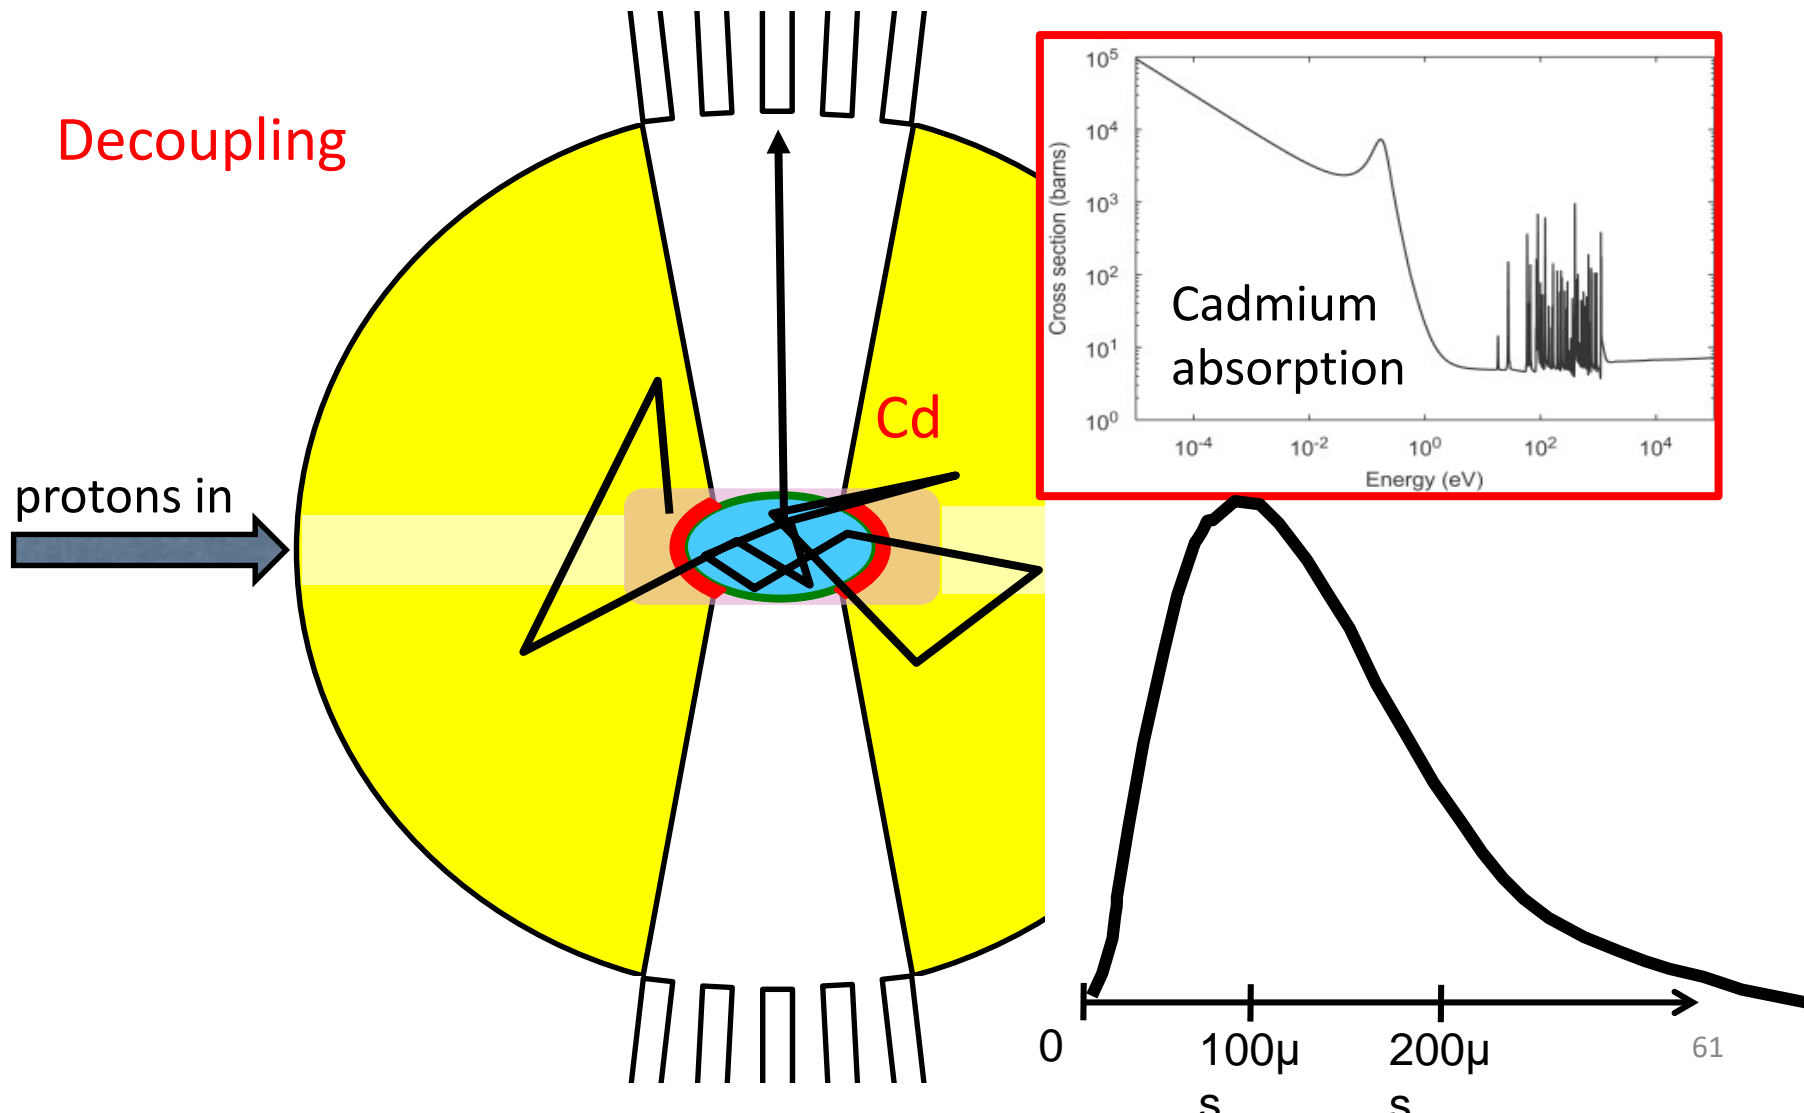 Decoupling
protons in
Cd
10⁵
10⁴
10³
10²
10¹
10⁰
Cross section (barns)
Cadmium
absorption
10⁻⁴ 10⁻² 10⁰ 10² 10⁴
Energy (eV)
0 100μ 200μ
s s
61